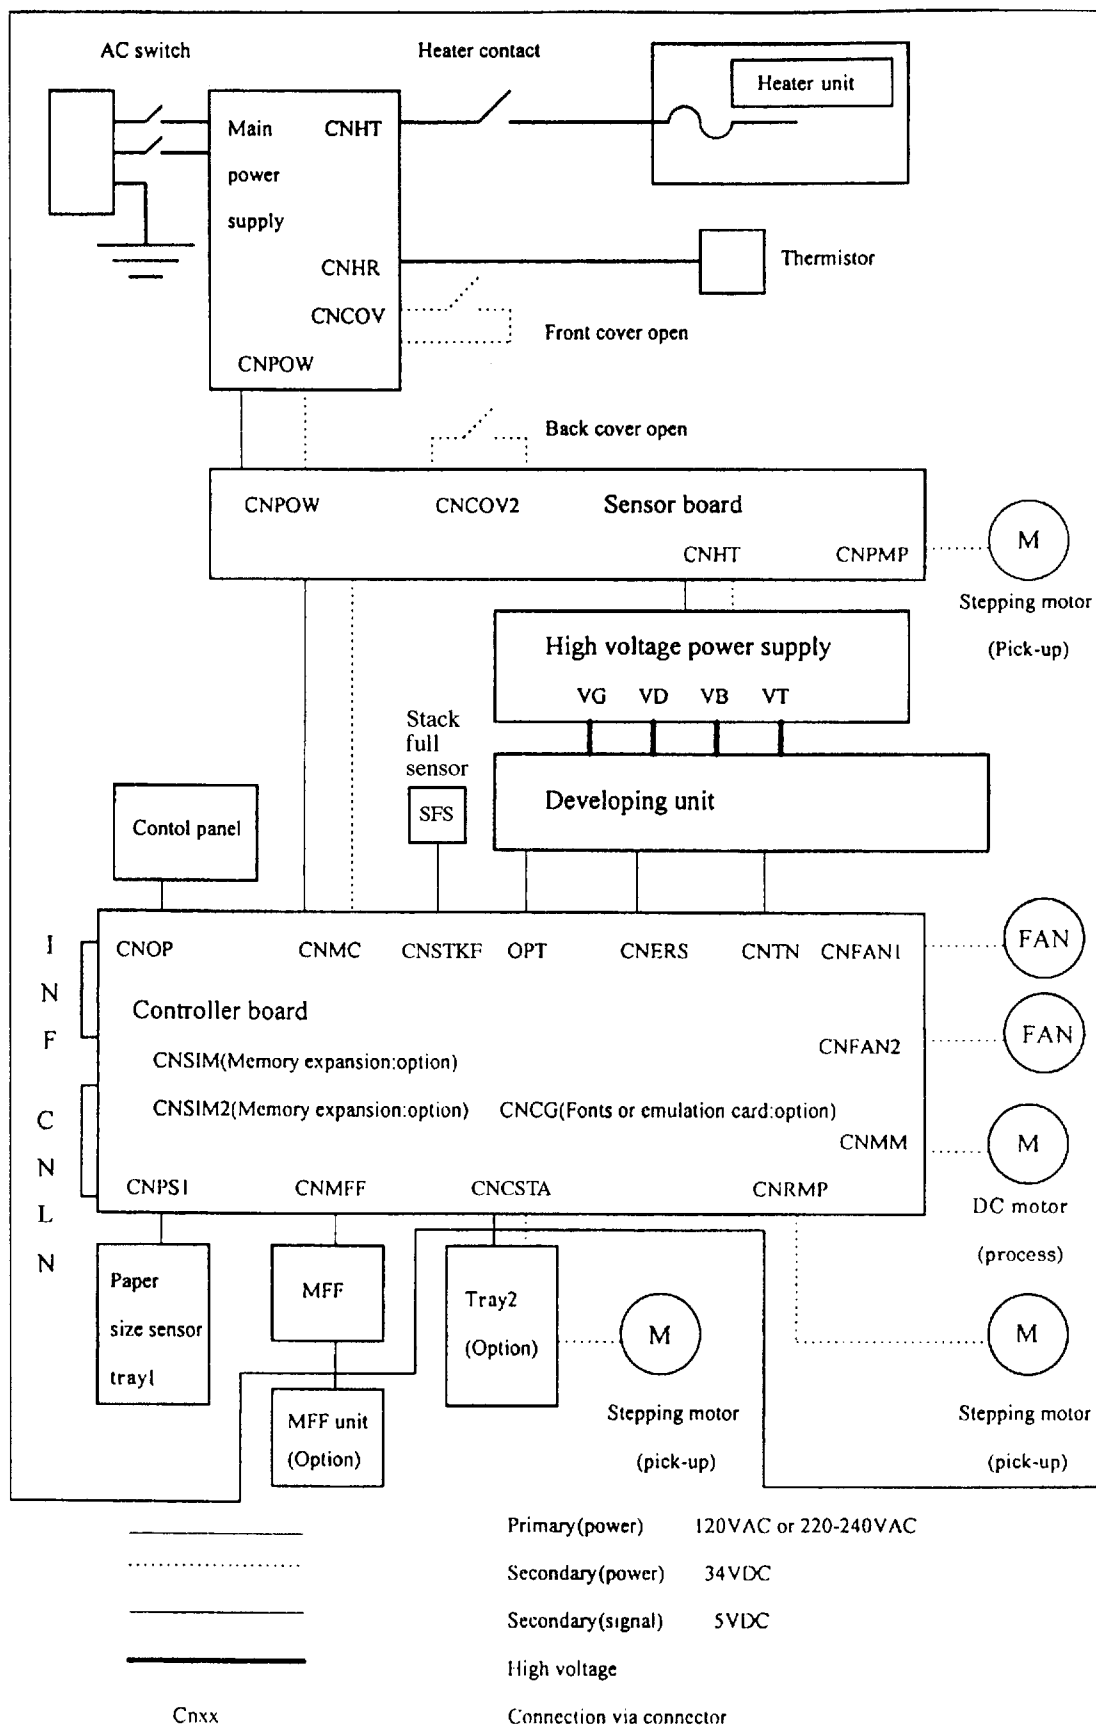 AC switch
Heater contact
Heater unit
Main
power
supply
CNHT
CNHR
Thermistor
CNCOV
Front cover open
CNPOW
Back cover open
CNPOW
CNCOV2
Sensor board
CNHT
CNPMP
M
Stepping motor
(Pick-up)
High voltage power supply
VG VD VB VT
Stack
full
sensor
SFS
Developing unit
Contol panel
I
N
F
C
N
L
N
CNOP
CNMC
CNSTKF
OPT
CNERS
CNTN
CNFAN1
FAN
Controller board
CNFAN2
FAN
CNSIM(Memory expansion:option)
CNSIM2(Memory expansion:option)
CNCG(Fonts or emulation card:option)
CNMM
M
DC motor
(process)
CNPS1
CNMFF
CNCSTA
CNRMP
Paper
size sensor
tray1
MFF
MFF unit
(Option)
Tray2
(Option)
M
Stepping motor
(pick-up)
M
Stepping motor
(pick-up)
Primary(power) 120VAC or 220-240VAC
Secondary(power) 34VDC
Secondary(signal) 5VDC
High voltage
Cnxx Connection via connector